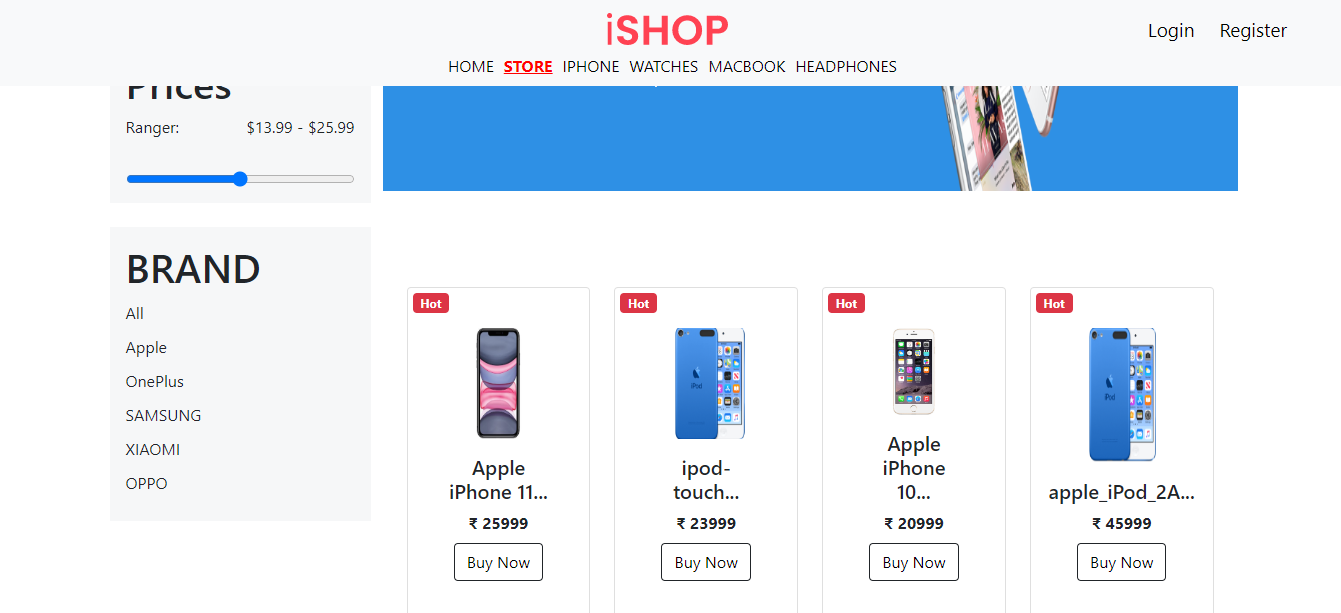 iSHOP
Login Register
HOME STORE IPHONE WATCHES MACBOOK HEADPHONES
Prices
Ranger: $13.99 - $25.99
BRAND
All
Apple
OnePlus
SAMSUNG
XIAOMI
OPPO
Hot
Apple
iPhone 11...
₹ 25999
Buy Now
Hot
iPod
ipod-
touch...
₹ 23999
Buy Now
Hot
Apple
iPhone
10...
₹ 20999
Buy Now
Hot
iPod
apple_iPod_2A...
₹ 45999
Buy Now